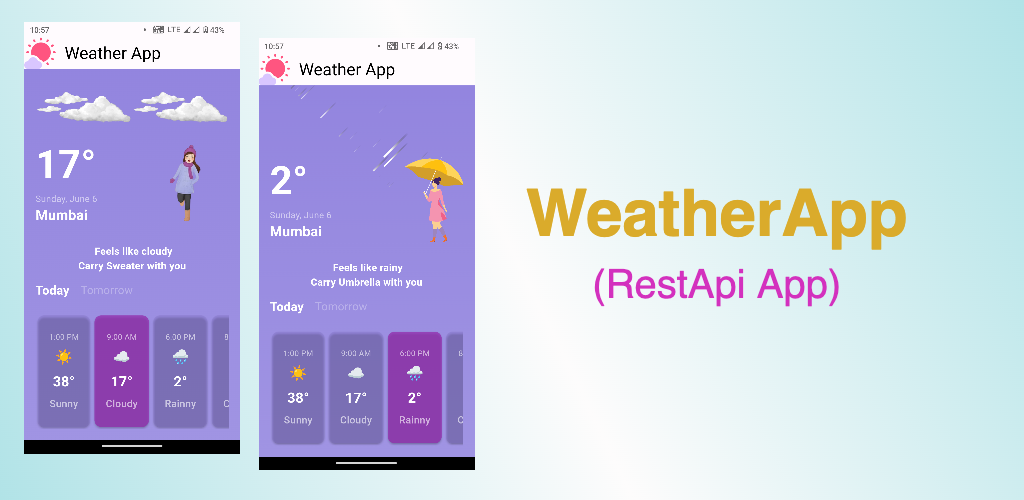 10:57
LTE 43%
Weather App
17°
Sunday, June 6
Mumbai
Feels like cloudy
Carry Sweater with you
Today Tomorrow
1:00 PM 9:00 AM 6:00 PM 8
38° 17° 2°
Sunny Cloudy Rainny C
10:57
LTE 43%
Weather App
2°
Sunday, June 6
Mumbai
Feels like rainy
Carry Umbrella with you
Today Tomorrow
1:00 PM 9:00 AM 6:00 PM 8
38° 17° 2°
Sunny Cloudy Rainny C
WeatherApp
(RestApi App)